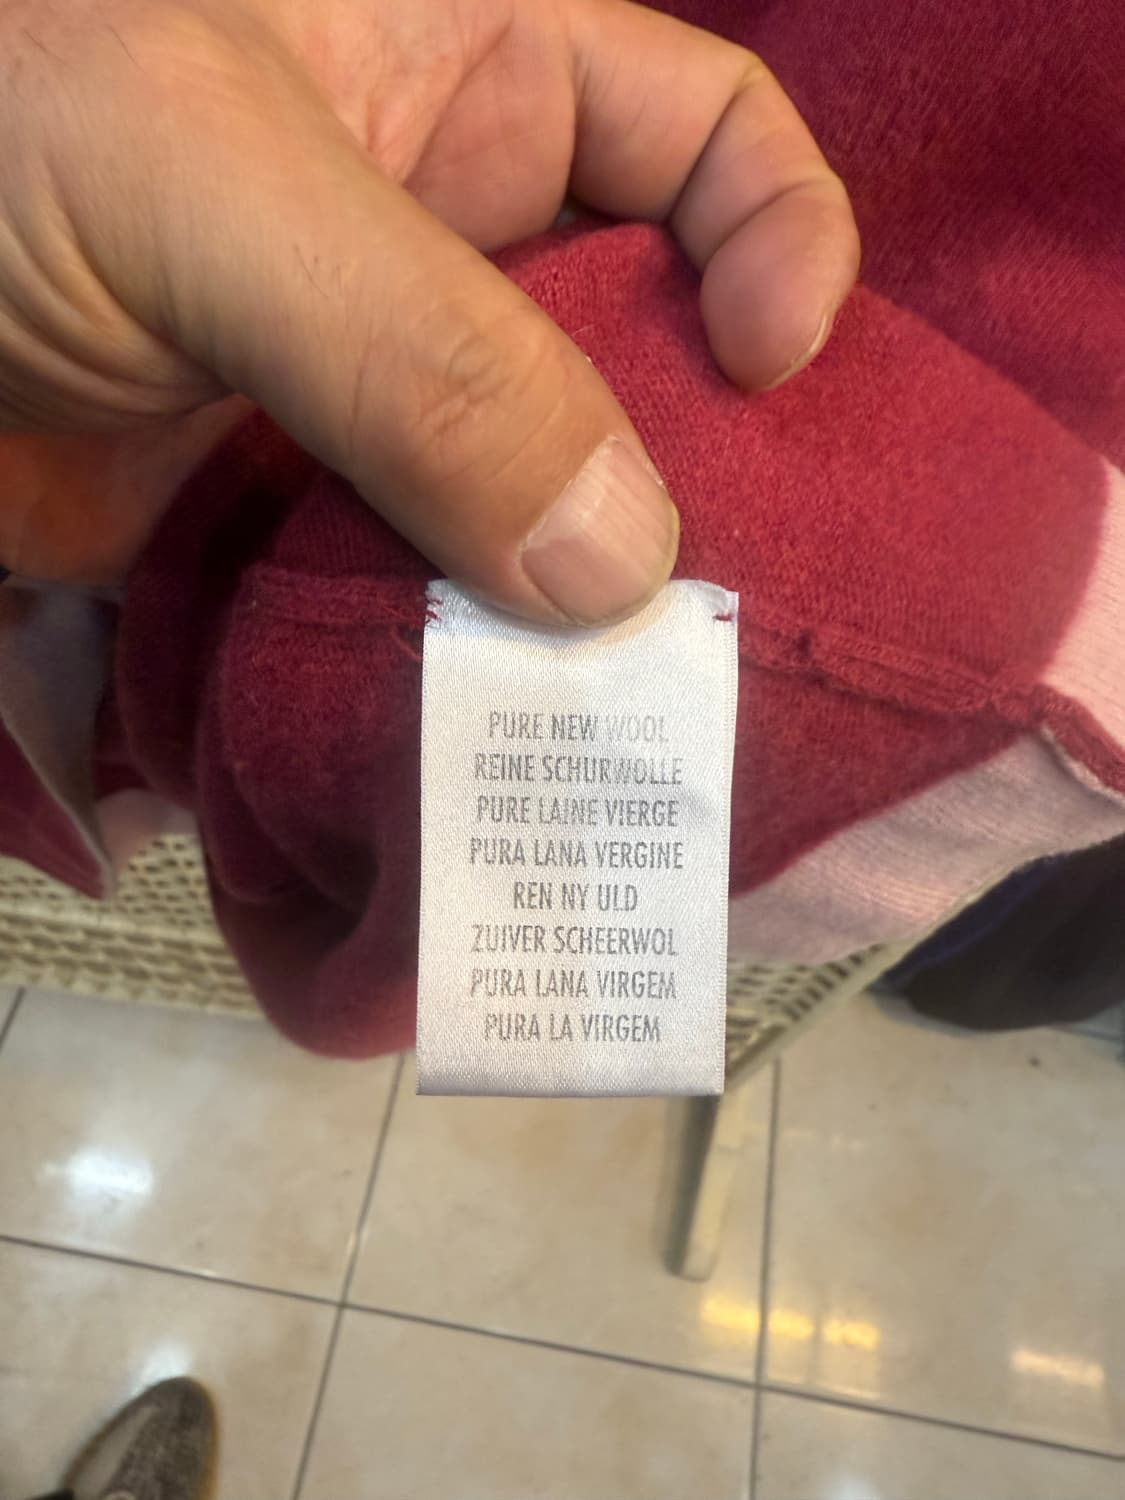 PURE NEW WOOL
REINE SCHURWOLLE
PURE LAINE VIERGE
PURA LANA VERGINE
REN NY ULD
ZUIVER SCHEERWOL
PURA LANA VIRGEM
PURA LA VIRGEM